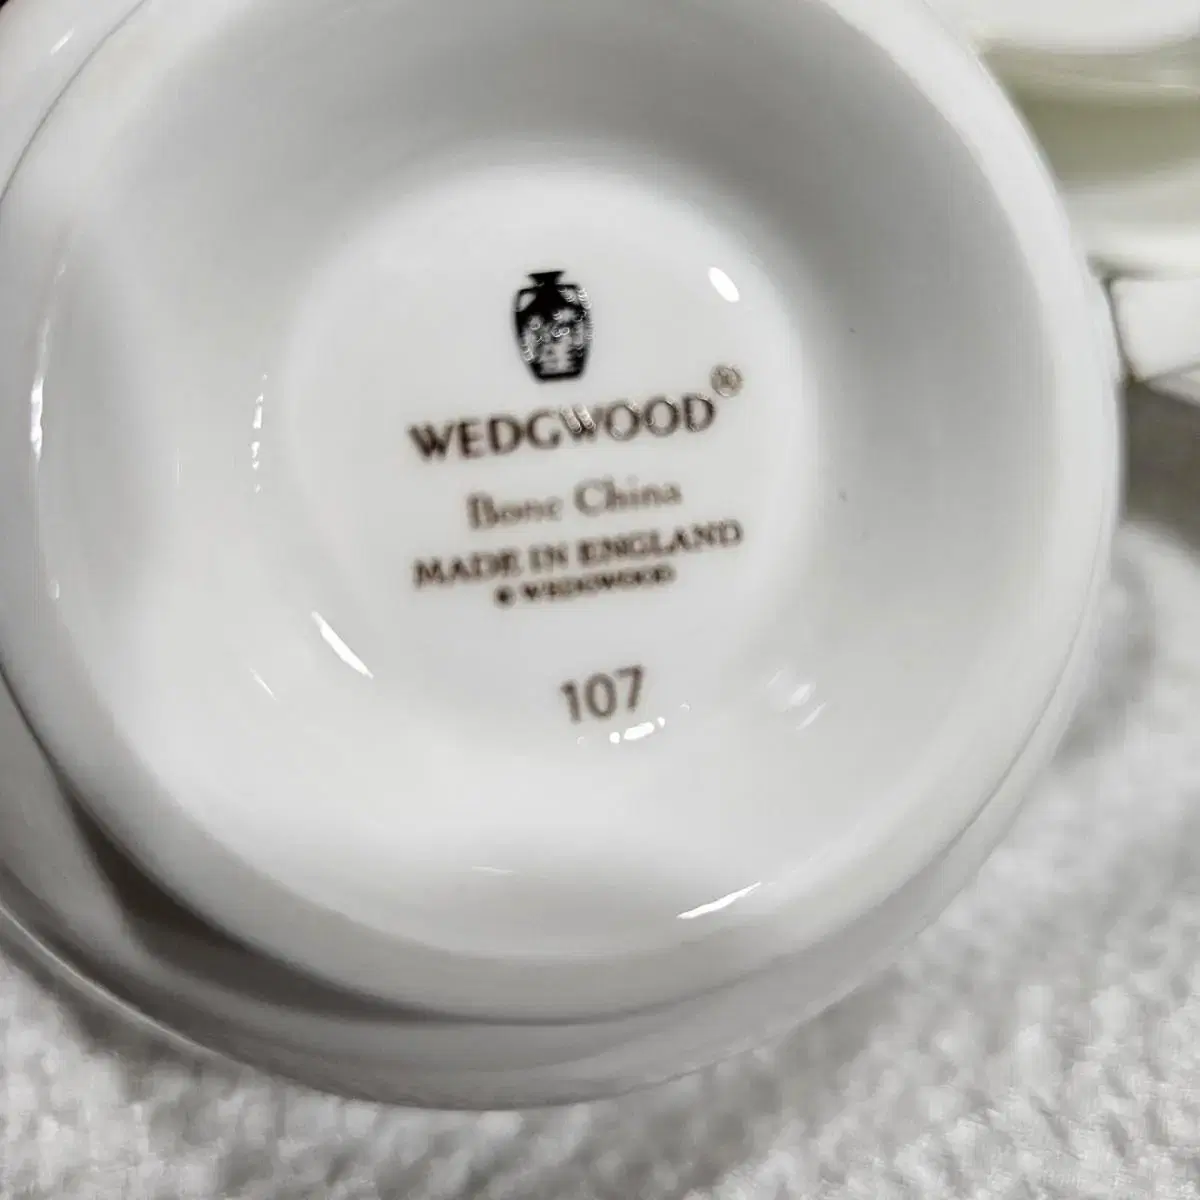 WEDGWOOD®
Bone China
MADE IN ENGLAND
© WEDGWOOD
107